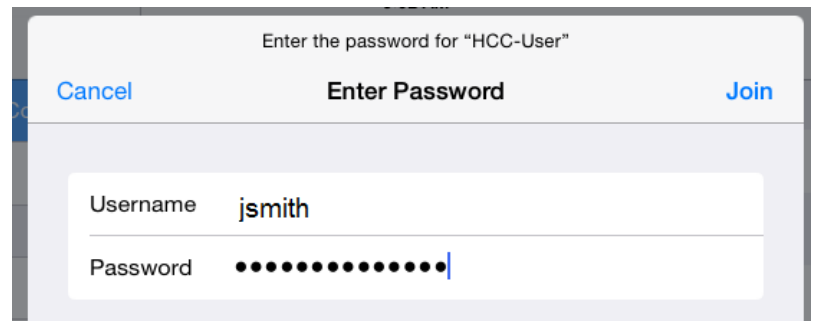 Enter the password for “HCC-User”
Cancel Enter Password Join
Username jsmith
Password ••••••••••••••